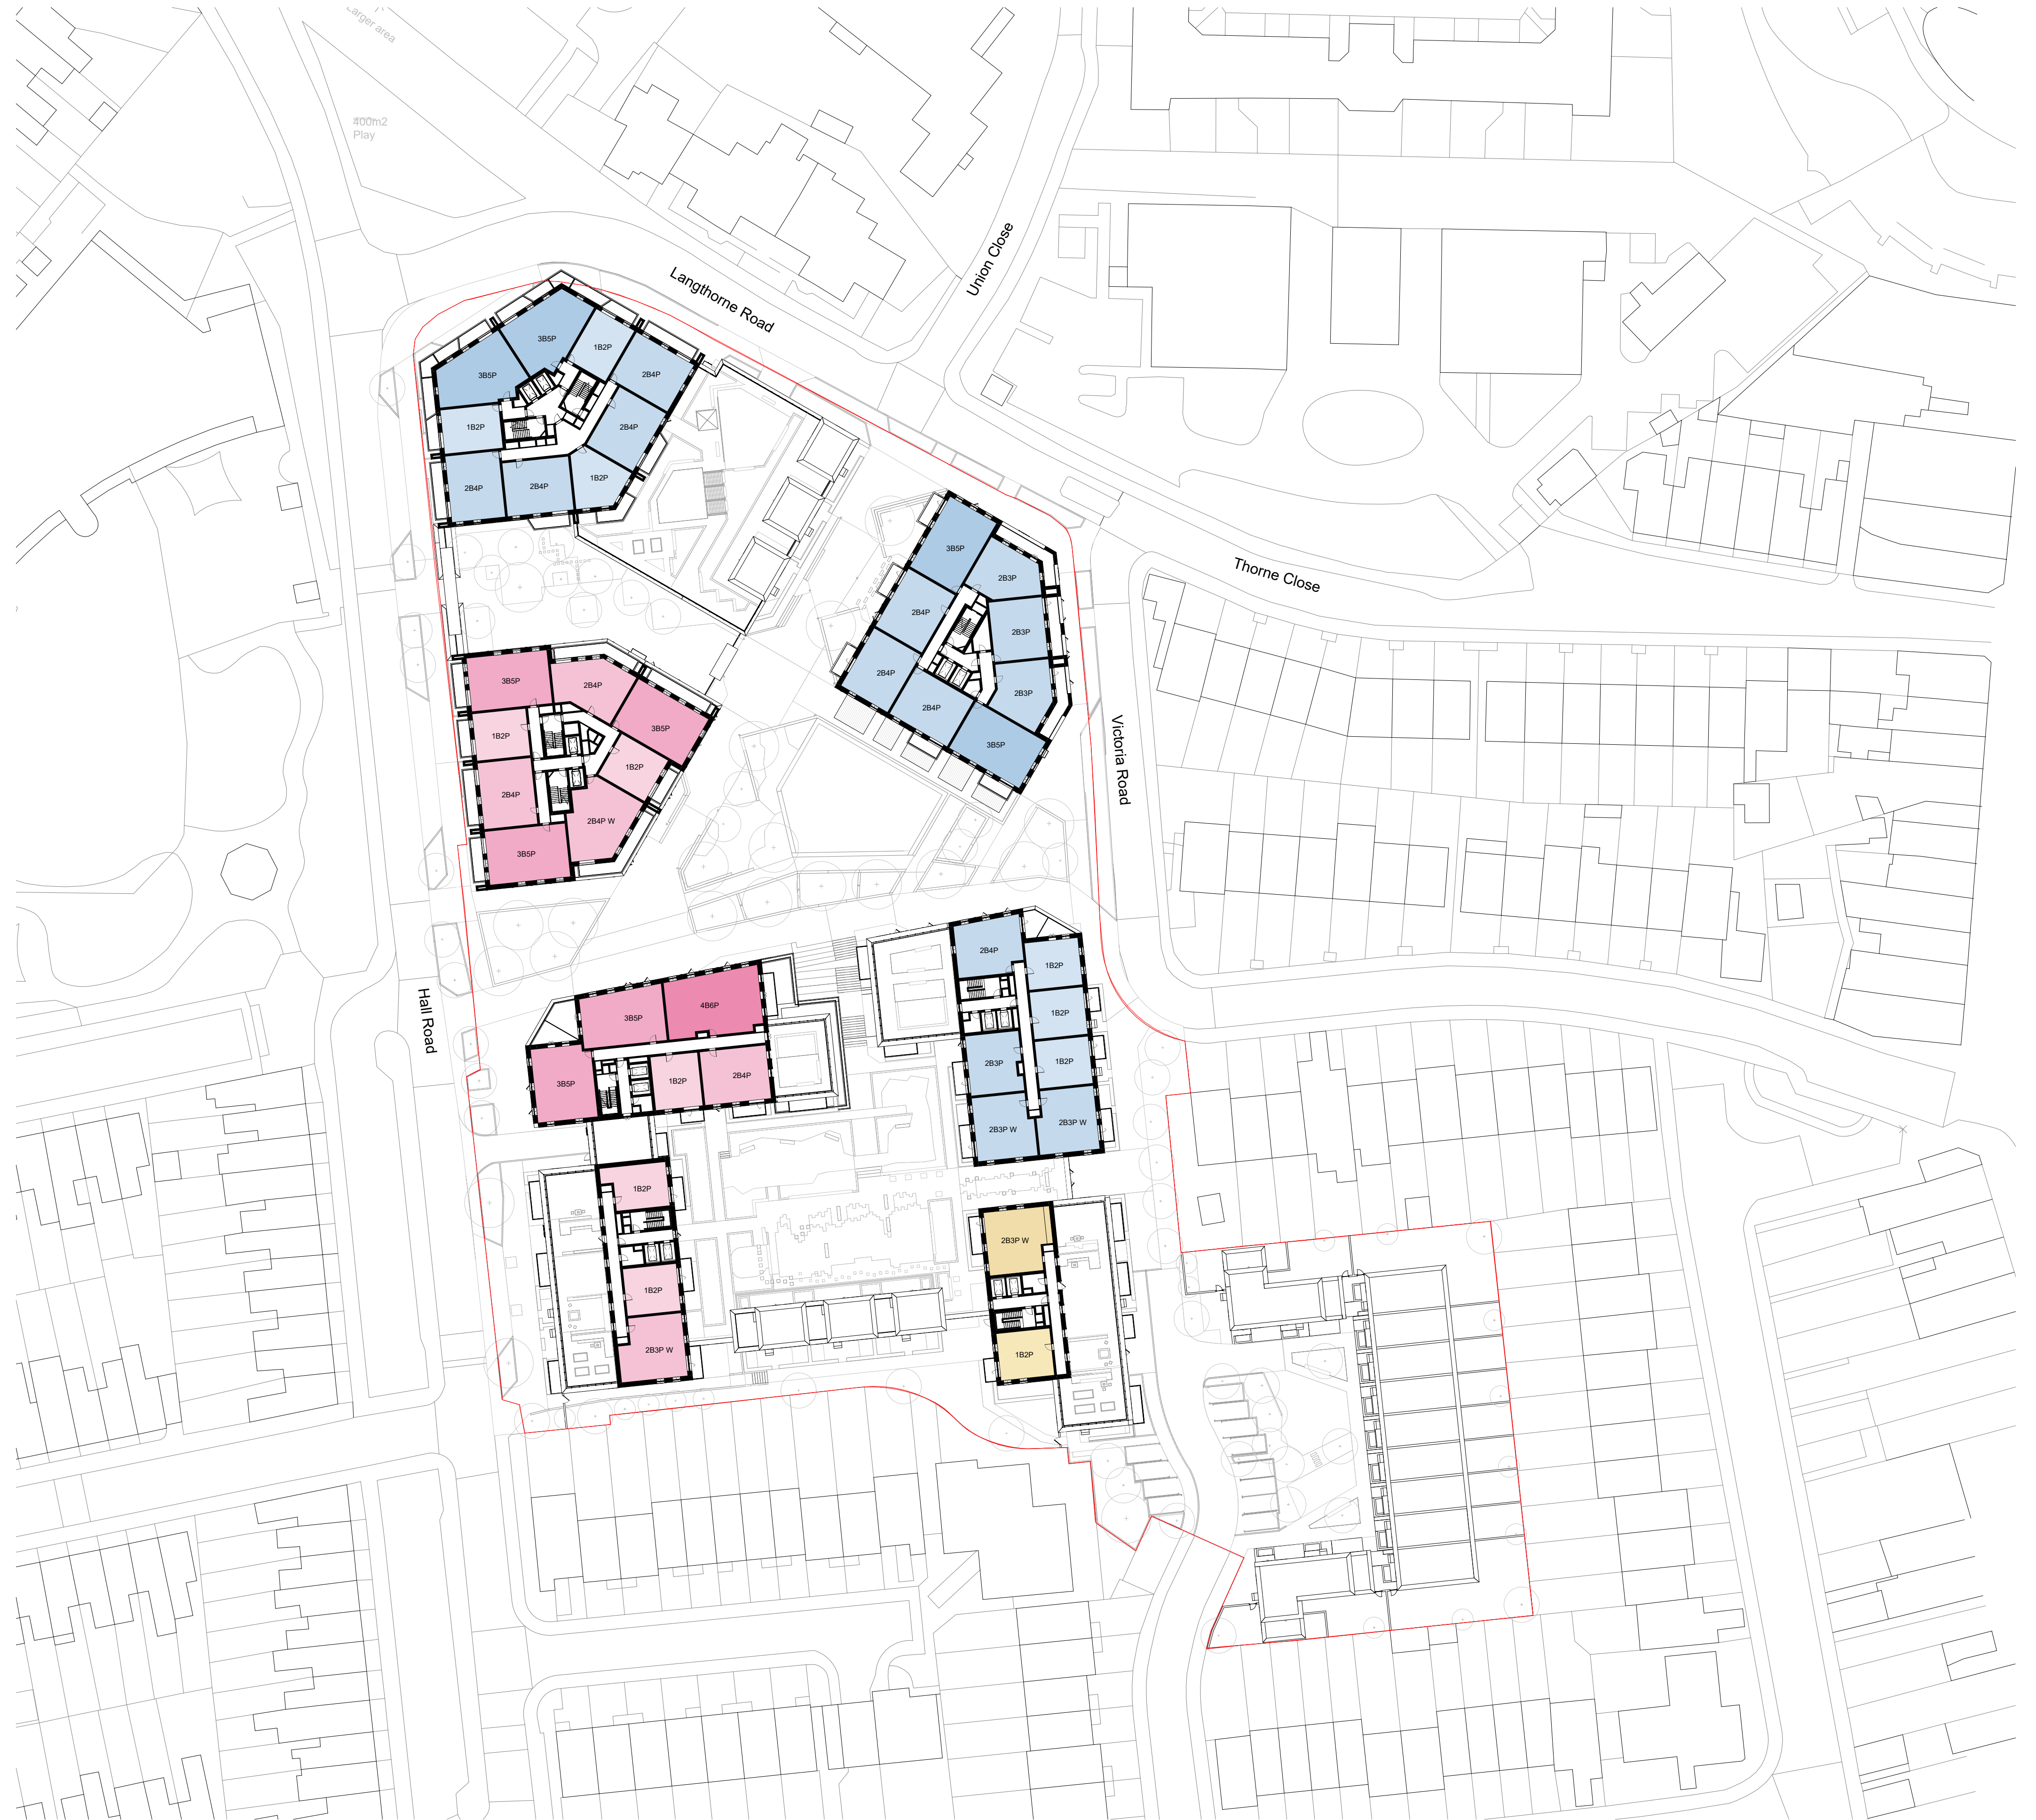 Larger area
400m2
Play
Union Close
Langthorne Road
3B5P
1B2P
3B5P
2B4P
1B2P
2B4P
2B4P
2B4P
1B2P
3B5P
2B3P
2B4P
2B3P
2B4P
2B3P
2B4P
3B5P
Thorne Close
Victoria Road
3B5P
2B4P
3B5P
1B2P
1B2P
2B4P
2B4P W
3B5P
Hall Road
2B4P
1B2P
1B2P
2B3P
1B2P
2B3P W
2B3P W
4B6P
3B5P
3B5P
1B2P
2B4P
1B2P
1B2P
2B3P W
2B3P W
1B2P